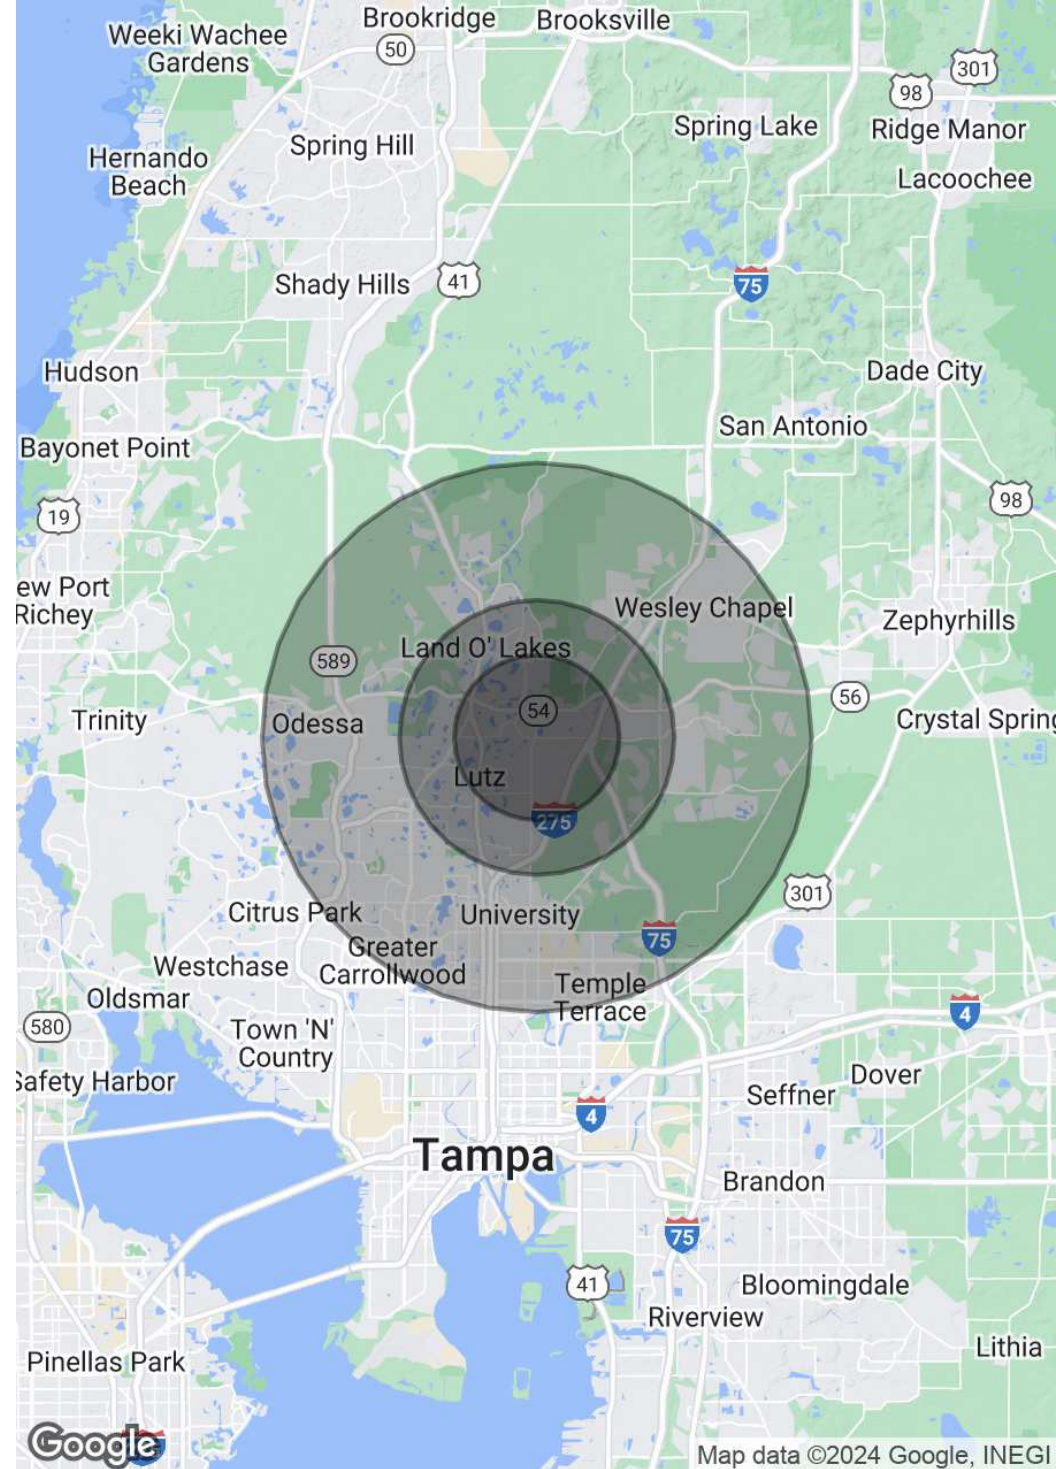 Brookridge
Brooksville
Weeki Wachee
Gardens
50
301
98
Spring Lake
Ridge Manor
Spring Hill
Hernando
Beach
Lacoochee
Shady Hills
41
75
Hudson
Dade City
San Antonio
Bayonet Point
98
19
ew Port
Richey
Wesley Chapel
Zephyrhills
Land O' Lakes
589
56
54
Trinity
Odessa
Crystal Spring
Lutz
275
301
Citrus Park
University
75
Greater
Carrollwood
Westchase
Temple
Terrace
Oldsmar
4
580
Town 'N'
Country
Safety Harbor
Dover
Seffner
4
Tampa
Brandon
75
41
Bloomingdale
Riverview
Lithia
Pinellas Park
Google
Map data ©2024 Google, INEGI